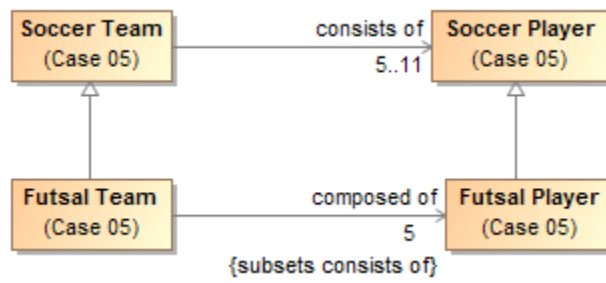 Soccer Team
(Case 05)
consists of
5..11
Soccer Player
(Case 05)
Futsal Team
(Case 05)
composed of
5
{subsets consists of}
Futsal Player
(Case 05)